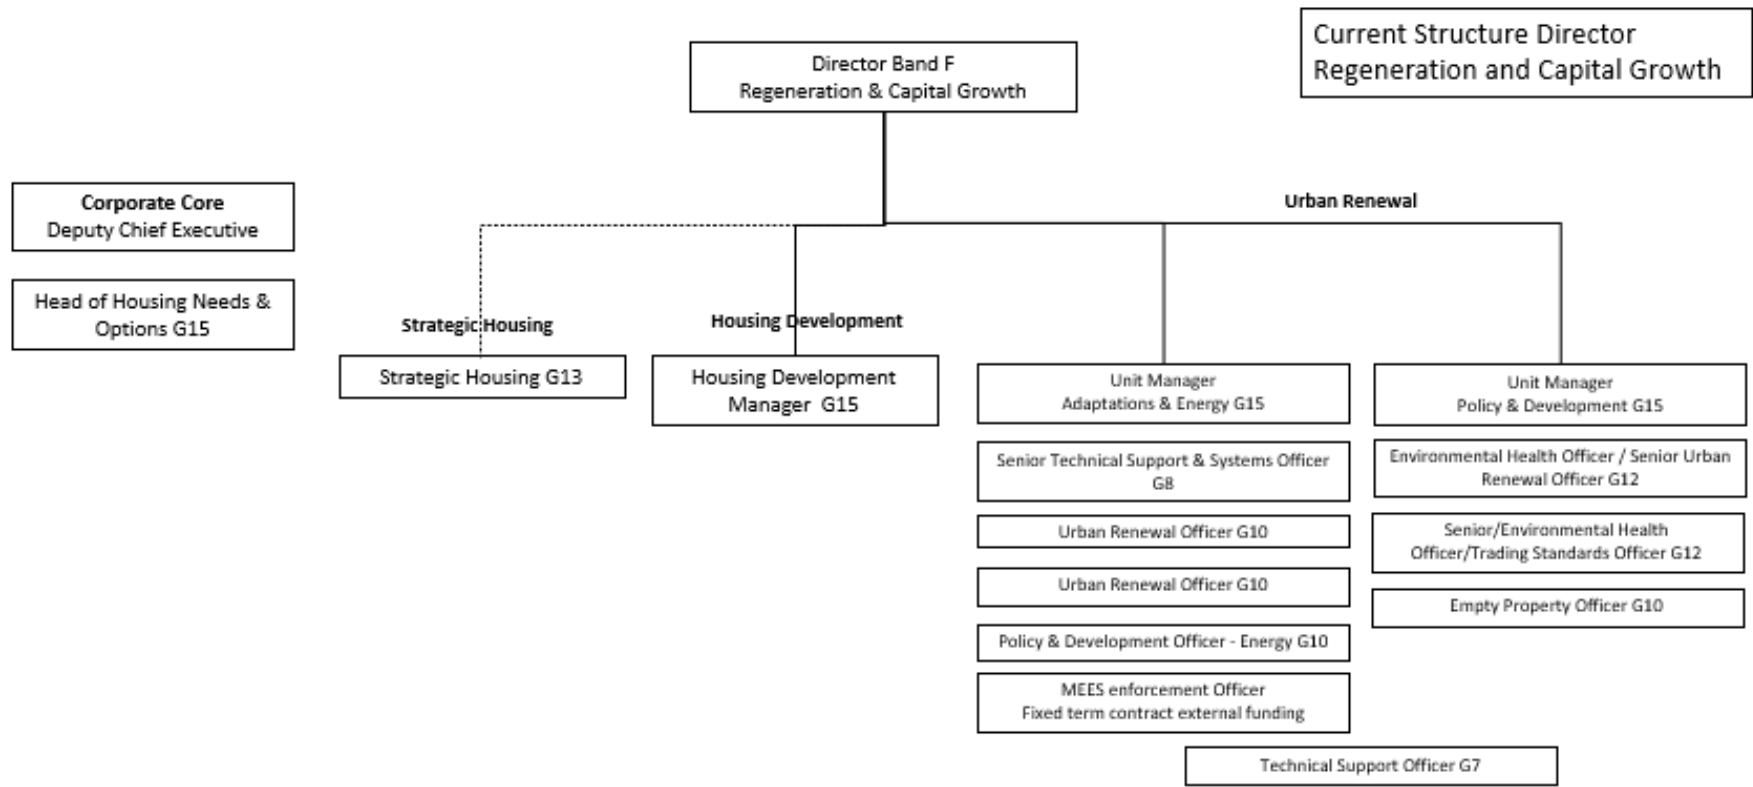 Current Structure Director
Regeneration and Capital Growth
Director Band F
Regeneration & Capital Growth
Corporate Core
Deputy Chief Executive
Head of Housing Needs &
Options G15
Urban Renewal
Strategic Housing
Strategic Housing G13
Housing Development
Housing Development
Manager G15
Unit Manager
Adaptations & Energy G15
Senior Technical Support & Systems Officer
G8
Urban Renewal Officer G10
Urban Renewal Officer G10
Policy & Development Officer - Energy G10
MEES enforcement Officer
Fixed term contract external funding
Unit Manager
Policy & Development G15
Environmental Health Officer / Senior Urban
Renewal Officer G12
Senior/Environmental Health
Officer/Trading Standards Officer G12
Empty Property Officer G10
Technical Support Officer G7